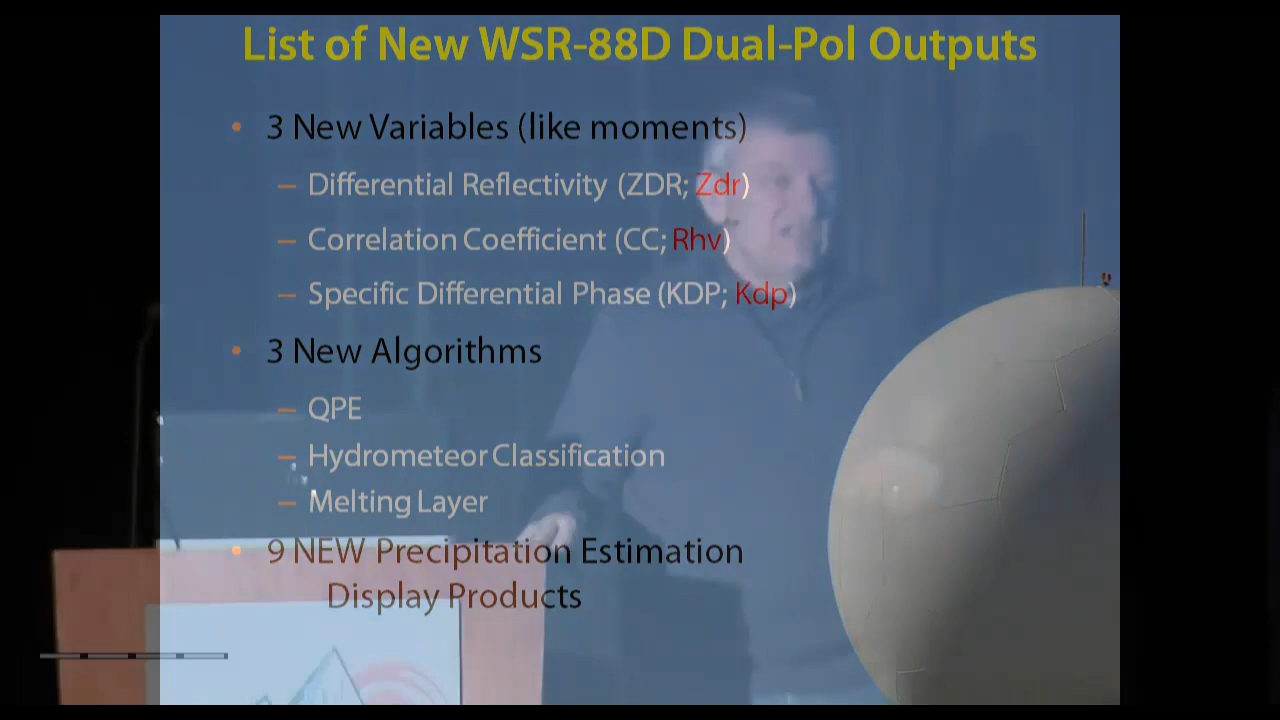 List of New WSR-88D Dual-Pol Outputs
• 3 New Variables (like moments)
– Differential Reflectivity (ZDR; Zdr)
– Correlation Coefficient (CC; Rhv)
– Specific Differential Phase (KDP; Kdp)
• 3 New Algorithms
– QPE
– Hydrometeor Classification
– Melting Layer
• 9 NEW Precipitation Estimation
Display Products